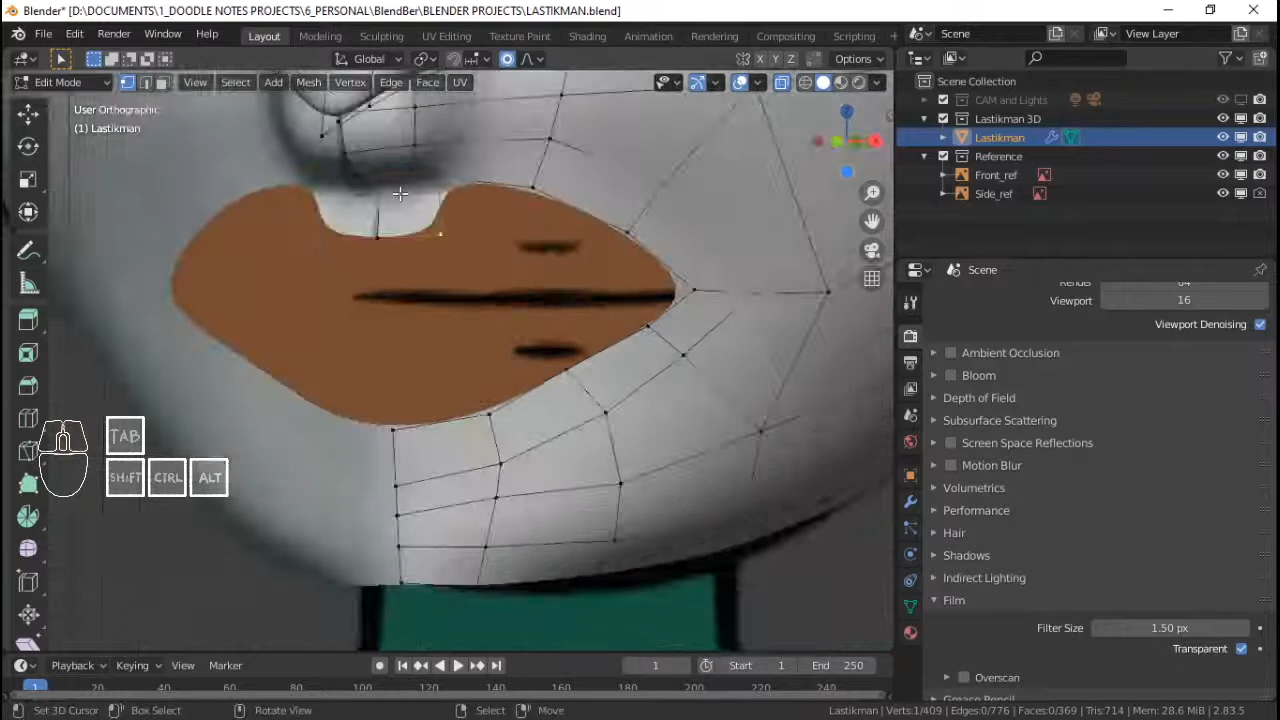 Blender* [D:\DOCUMENTS\1_DOODLE NOTES PROJECTS\6_PERSONAL\BlendBer\BLENDER PROJECTS\LASTIKMAN.blend]
File Edit Render Window Help Layout Modeling Sculpting UV Editing Texture Paint Shading Animation Rendering Compositing Scripting + Scene View Layer
Global X Y Z Options
Edit Mode View Select Add Mesh Vertex Edge Face UV
User Orthographic
(1) Lastikman
Scene Collection
CAM and Lights
Lastikman 3D
Lastikman
Reference
Front_ref
Side_ref
Scene
Render 64
Viewport 16
Viewport Denoising
Ambient Occlusion
Bloom
Depth of Field
Subsurface Scattering
Screen Space Reflections
Motion Blur
Volumetrics
Performance
Hair
Shadows
Indirect Lighting
Film
Filter Size 1.50 px
Transparent
Overscan
Grease Pencil
TAB
SHIFT CTRL ALT
Playback Keying View Marker 1 Start 1 End 250
1 20 40 60 80 100 120 140 160 180 200 220 240
Set 3D Cursor Box Select Rotate View Select Move Lastikman | Verts:1/409 | Edges:0/776 | Faces:0/369 | Tris:714 | Mem: 28.6 MiB | 2.83.5